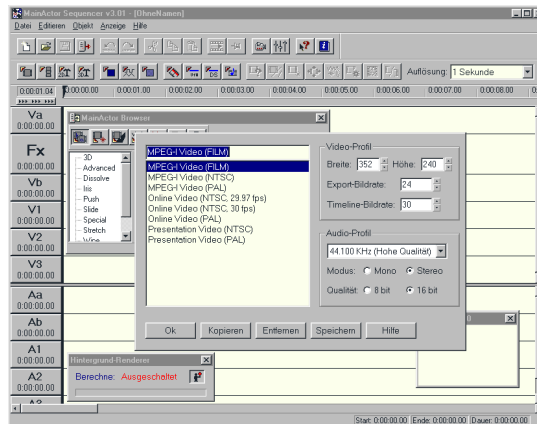 MainActor Sequencer v3.01 - [OhneNamen]
Datei Editieren Objekt Anzeige Hilfe
Auflösung: 1 Sekunde
0:00:01.04 0:00:00.00 0:00:01.00 0:00:02.00 0:00:03.00 0:00:04.00 0:00:05.00 0:00:06.00 0:00:07.00 0:00:08.00
Va
0:00:00.00
Fx
0:00:00.00
Vb
0:00:00.00
V1
0:00:00.00
V2
0:00:00.00
V3
0:00:00.00
Aa
0:00:00.00
Ab
0:00:00.00
A1
0:00:00.00
A2
0:00:00.00
MainActor Browser
3D
Advanced
Dissolve
Iris
Push
Slide
Special
Stretch
Wipe
MPEG-I Video (FILM)
MPEG-I Video (FILM)
MPEG-I Video (NTSC)
MPEG-I Video (PAL)
Online Video (NTSC, 29.97 fps)
Online Video (NTSC, 30 fps)
Online Video (PAL)
Presentation Video (NTSC)
Presentation Video (PAL)
Video-Profil
Breite: 352 Höhe: 240
Export-Bildrate: 24
Timeline-Bildrate: 30
Audio-Profil
44.100 KHz (Hohe Qualität)
Modus: Mono Stereo
Qualität: 8 bit 16 bit
Ok Kopieren Entfernen Speichern Hilfe
Hintergrund-Renderer
Berechne: Ausgeschaltet
Start: 0:00:00.00 Ende: 0:00:00.00 Dauer: 0:00:00.00